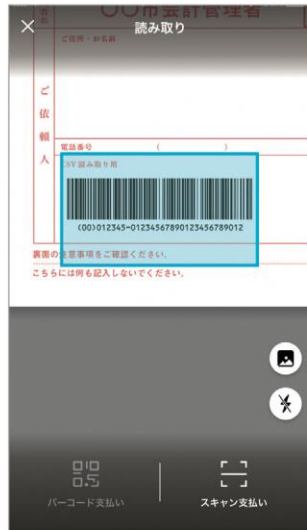 〇〇市会計管理者
読み取り
ご住所・お名前
ご依頼人
電話番号 ( )
SV読み取り用
(00)012345-01234567890123456789012
裏面の注意事項をご確認ください。
こちらには何も記入しないでください。
バーコード支払い
スキャン支払い